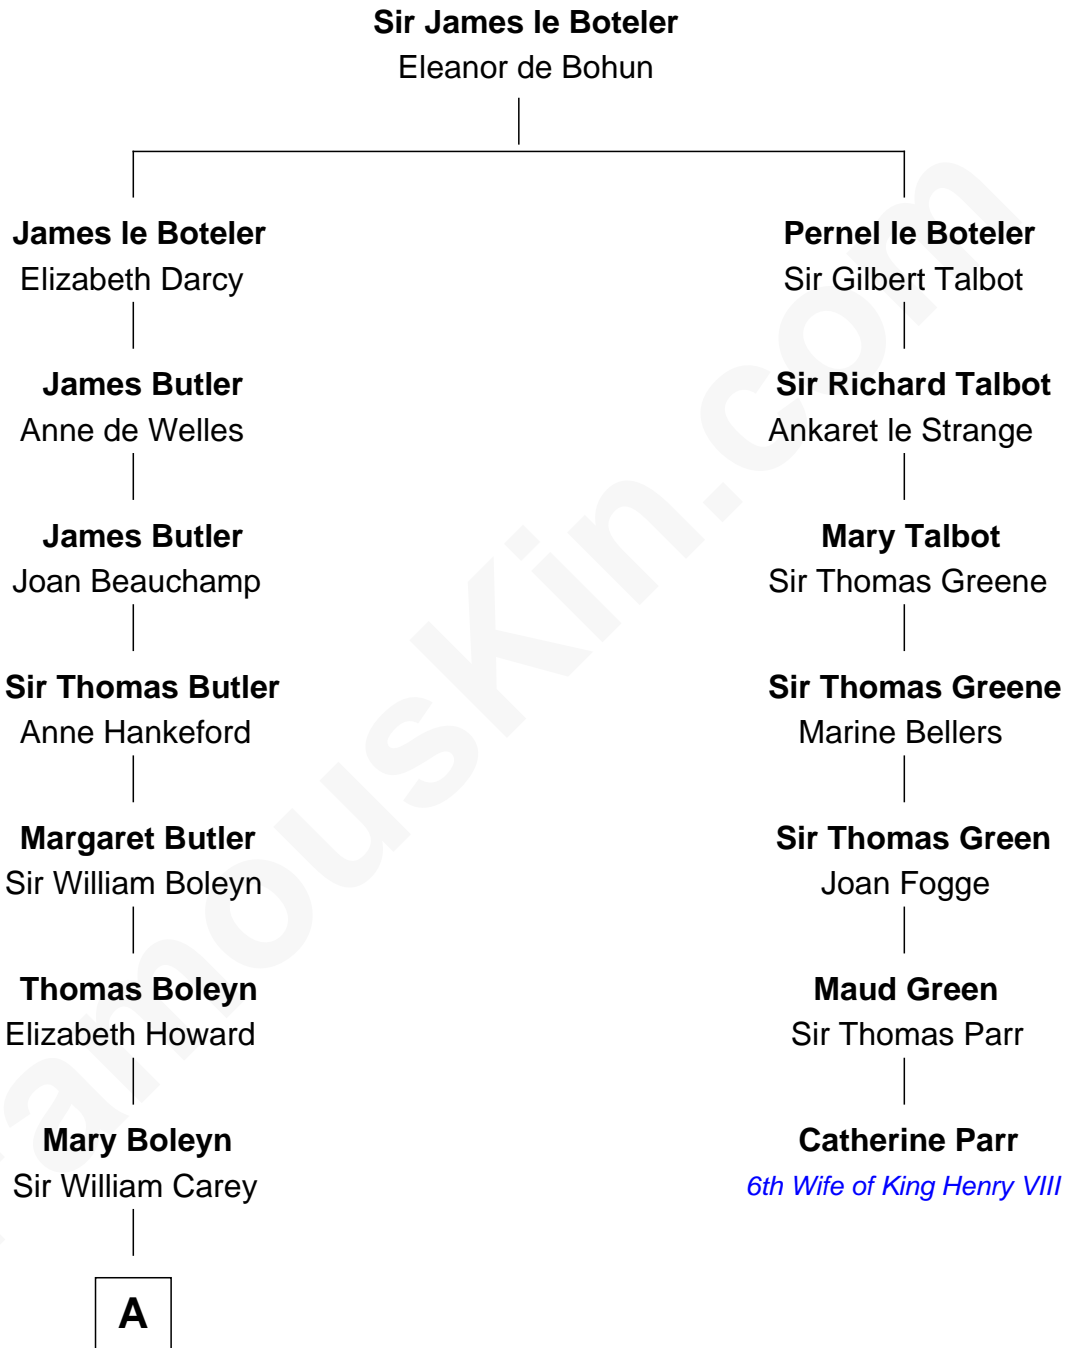 Sir James le Boteler
Eleanor de Bohun
James le Boteler
Elizabeth Darcy
James Butler
Anne de Welles
James Butler
Joan Beauchamp
Sir Thomas Butler
Anne Hankeford
Margaret Butler
Sir William Boleyn
Thomas Boleyn
Elizabeth Howard
Mary Boleyn
Sir William Carey
A
Pernel le Boteler
Sir Gilbert Talbot
Sir Richard Talbot
Ankaret le Strange
Mary Talbot
Sir Thomas Greene
Sir Thomas Greene
Marine Bellers
Sir Thomas Green
Joan Fogge
Maud Green
Sir Thomas Parr
Catherine Parr
6th Wife of King Henry VIII
FamousKin.com